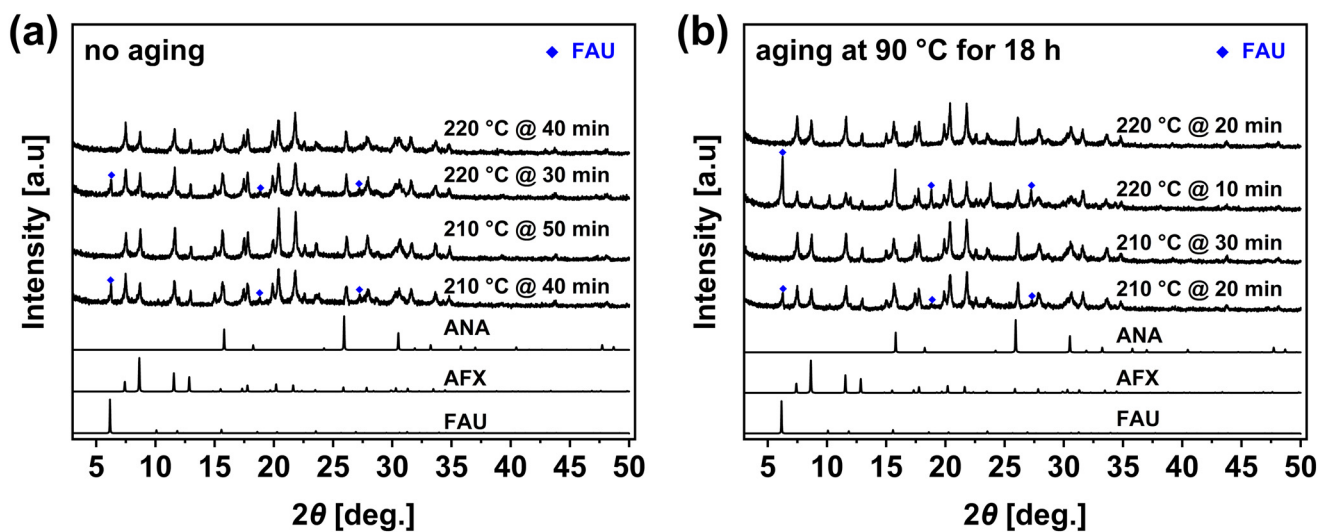 (a)
no aging
◆ FAU
220 °C @ 40 min
220 °C @ 30 min
210 °C @ 50 min
210 °C @ 40 min
ANA
AFX
FAU
Intensity [a.u]
5 10 15 20 25 30 35 40 45 50
2θ [deg.]
(b)
aging at 90 °C for 18 h
◆ FAU
220 °C @ 20 min
220 °C @ 10 min
210 °C @ 30 min
210 °C @ 20 min
ANA
AFX
FAU
Intensity [a.u]
5 10 15 20 25 30 35 40 45 50
2θ [deg.]